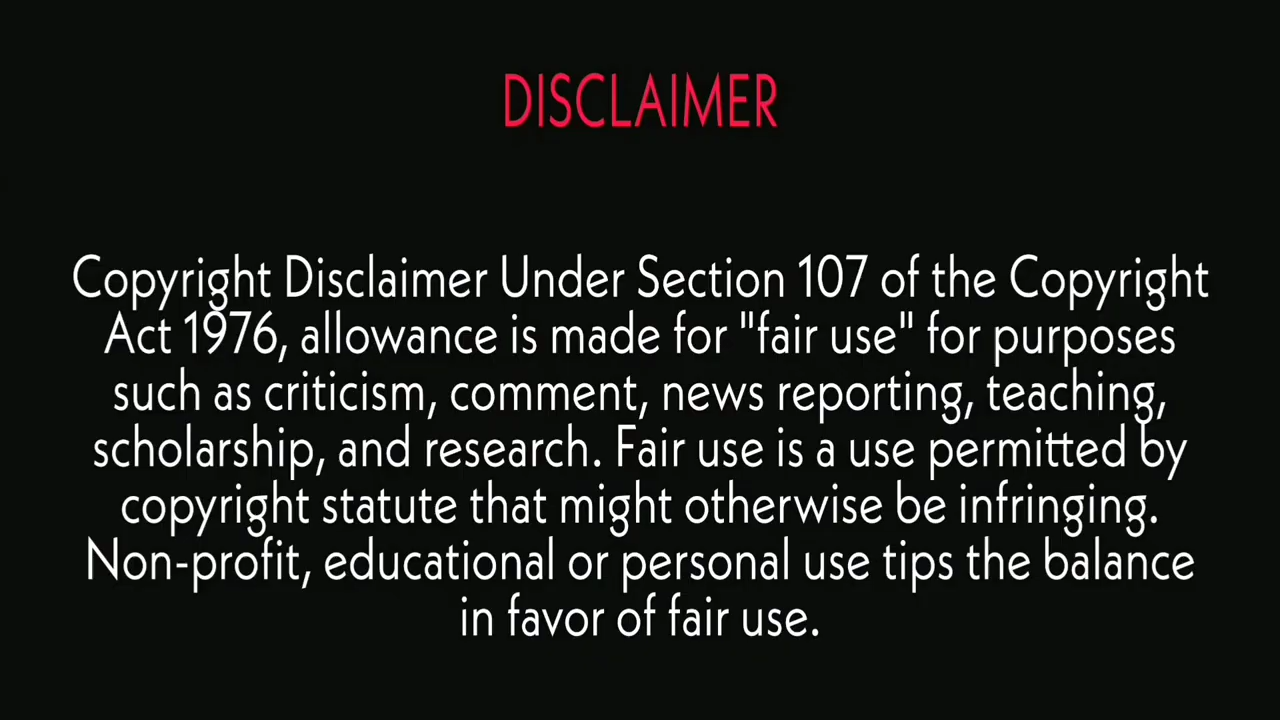 DISCLAIMER
Copyright Disclaimer Under Section 107 of the Copyright
Act 1976, allowance is made for "fair use" for purposes
such as criticism, comment, news reporting, teaching,
scholarship, and research. Fair use is a use permitted by
copyright statute that might otherwise be infringing.
Non-profit, educational or personal use tips the balance
in favor of fair use.